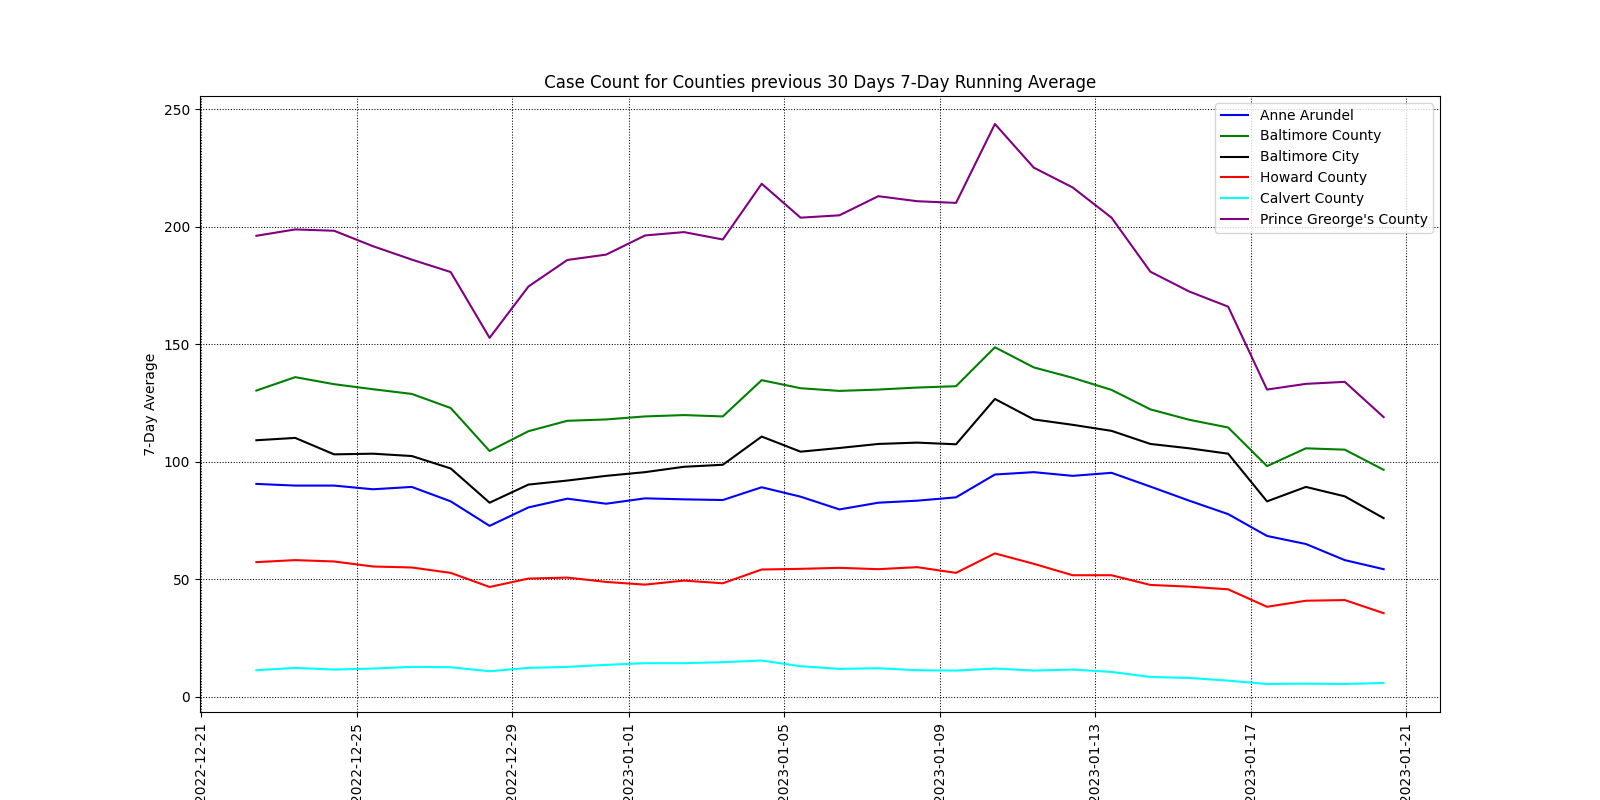 Case Count for Counties previous 30 Days 7-Day Running Average
250
200
150
100
50
0
7-Day Average
Anne Arundel
Baltimore County
Baltimore City
Howard County
Calvert County
Prince Greorge's County
2022-12-21
2022-12-25
2022-12-29
2023-01-01
2023-01-05
2023-01-09
2023-01-13
2023-01-17
2023-01-21